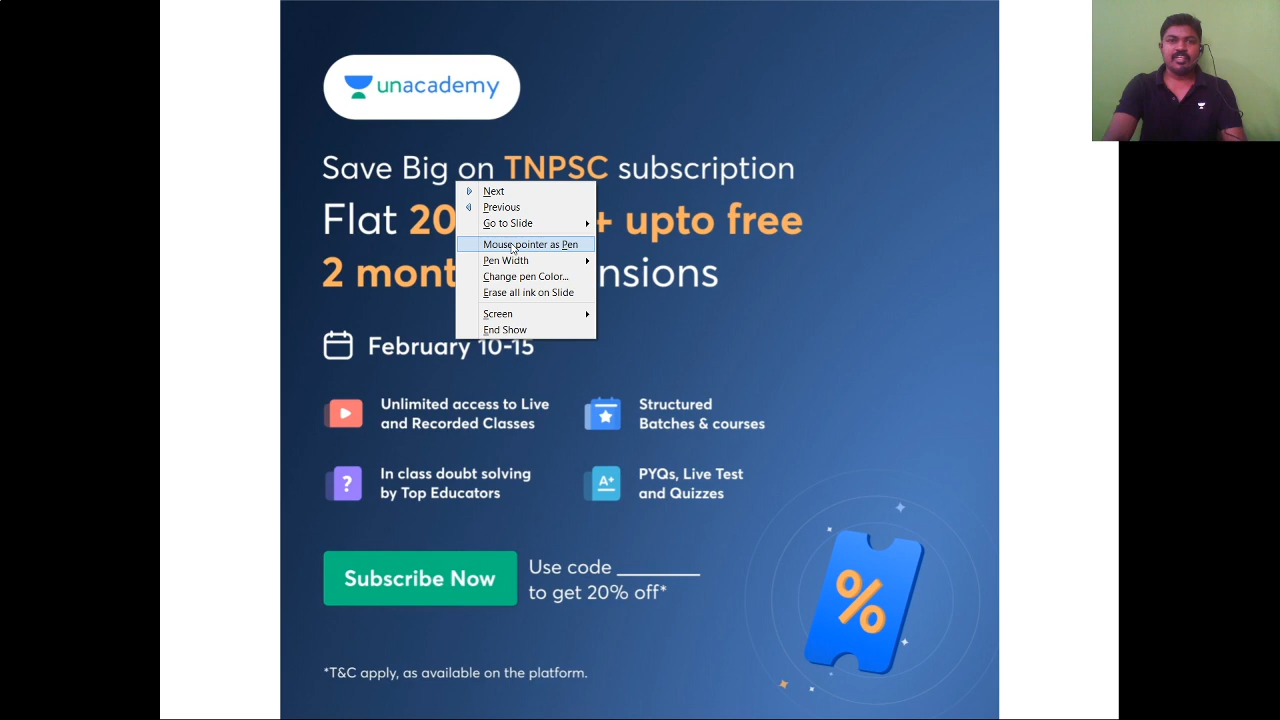 unacademy
Save Big on TNPSC subscription
Flat 20 + upto free
2 mont nsions
Next
Previous
Go to Slide
Mouse pointer as Pen
Pen Width
Change pen Color...
Erase all ink on Slide
Screen
End Show
February 10-15
Unlimited access to Live
and Recorded Classes
Structured
Batches & courses
In class doubt solving
by Top Educators
PYQs, Live Test
and Quizzes
Subscribe Now
Use code ________
to get 20% off*
%
*T&C apply, as available on the platform.